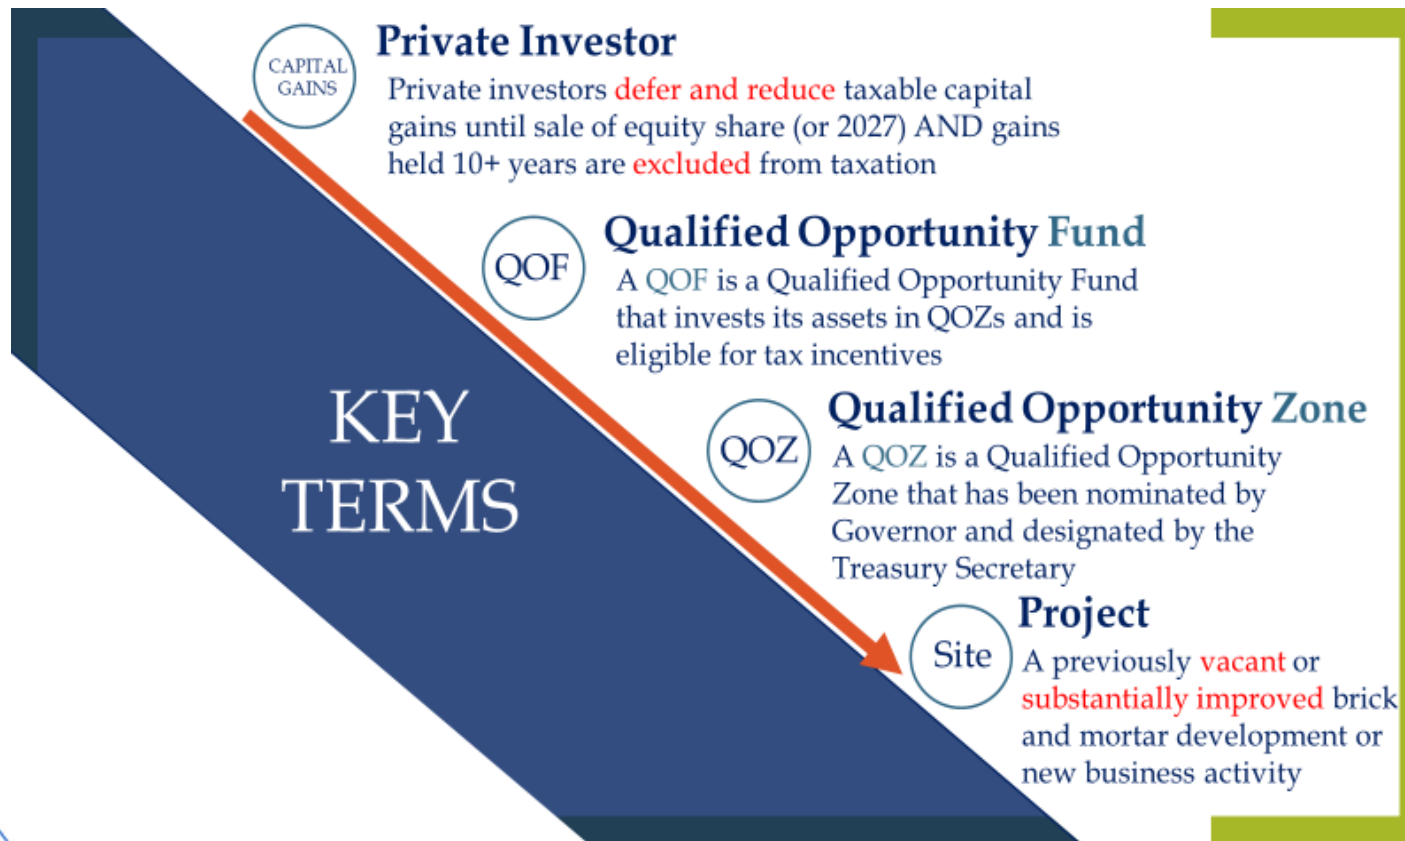 CAPITAL
GAINS
Private Investor
Private investors defer and reduce taxable capital
gains until sale of equity share (or 2027) AND gains
held 10+ years are excluded from taxation
QOF
Qualified Opportunity Fund
A QOF is a Qualified Opportunity Fund
that invests its assets in QOZs and is
eligible for tax incentives
KEY
TERMS
QOZ
Qualified Opportunity Zone
A QOZ is a Qualified Opportunity
Zone that has been nominated by
Governor and designated by the
Treasury Secretary
Site
Project
A previously vacant or
substantially improved brick
and mortar development or
new business activity